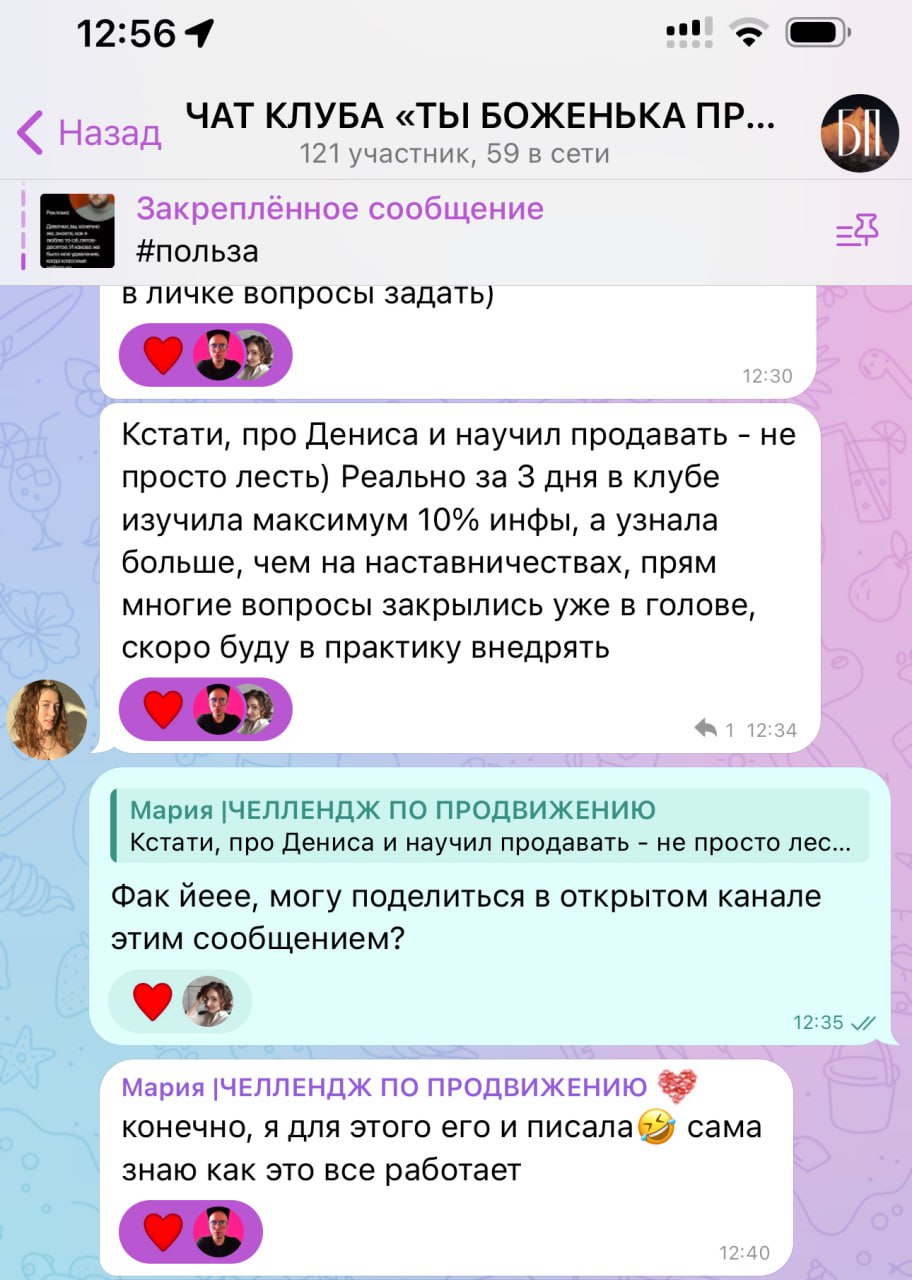 12:56
Назад
ЧАТ КЛУБА «ТЫ БОЖЕНЬКА ПР...
121 участник, 59 в сети
БП
Закреплённое сообщение
#польза
Реклама
в личке вопросы задать)
12:30
Кстати, про Дениса и научил продавать - не
просто лесть) Реально за 3 дня в клубе
изучила максимум 10% инфы, а узнала
больше, чем на наставничествах, прям
многие вопросы закрылись уже в голове,
скоро буду в практику внедрять
1 12:34
Мария |ЧЕЛЛЕНДЖ ПО ПРОДВИЖЕНИЮ
Кстати, про Дениса и научил продавать - не просто лес...
Фак йеее, могу поделиться в открытом канале
этим сообщением?
12:35
Мария |ЧЕЛЛЕНДЖ ПО ПРОДВИЖЕНИЮ
конечно, я для этого его и писала🤣 сама
знаю как это все работает
12:40